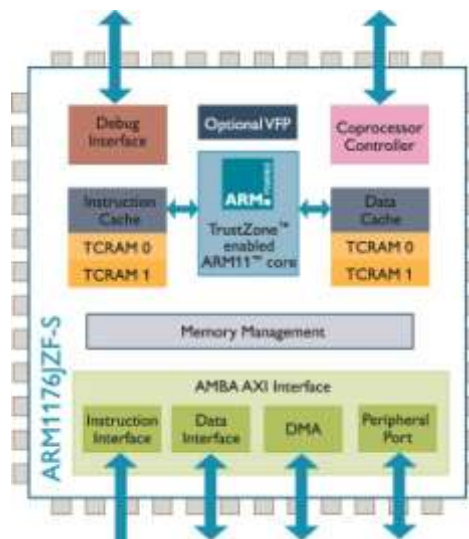 Debug
Interface
Optional VFP
Coprocessor
Controller
ARM
Instruction
Cache
TCRAM 0
TCRAM 1
TrustZone™
enabled
ARM11™ core
Data
Cache
TCRAM 0
TCRAM 1
Memory Management
ARM1176JZF-S
AMBA AXI Interface
Instruction
Interface
Data
Interface
DMA
Peripheral
Port